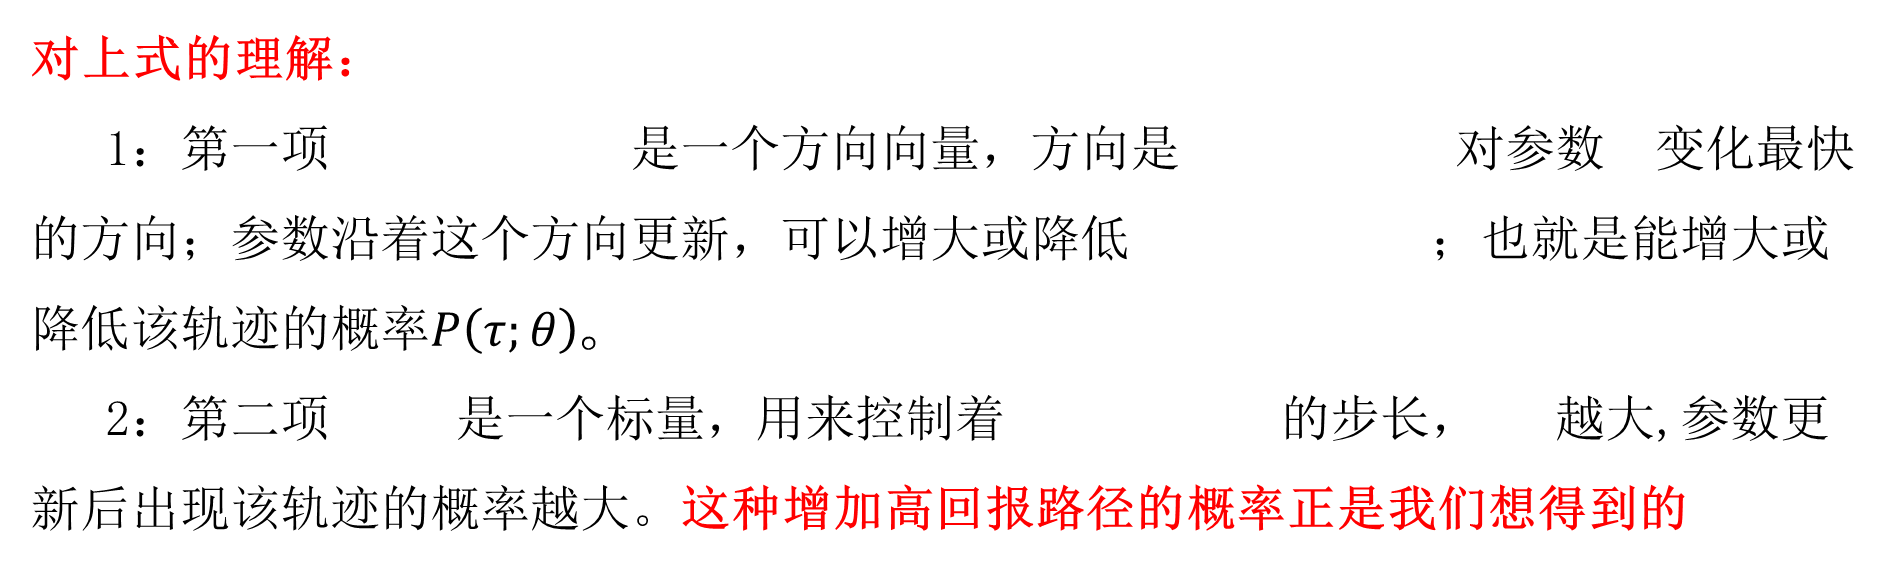 对上式的理解：
1：第一项 是一个方向向量，方向是 对参数 变化最快
的方向；参数沿着这个方向更新，可以增大或降低 ；也就是能增大或
降低该轨迹的概率P(τ; θ)。
2：第二项 是一个标量，用来控制着 的步长， 越大,参数更
新后出现该轨迹的概率越大。这种增加高回报路径的概率正是我们想得到的